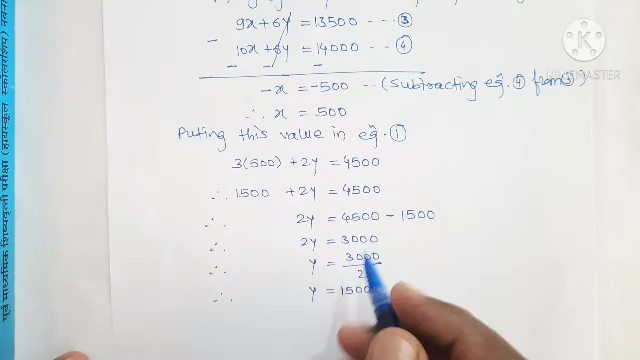 9x + 6y = 13500 --- ③
- 10x + 6y = 14000 --- ④
- - -
-x = -500 -- (Subtracting eq. ④ from ③)
∴ x = 500
Puting this value in eq. ①
3(500) + 2y = 4500
∴ 1500 + 2y = 4500
∴ 2y = 4500 - 1500
∴ 2y = 3000
∴ y = 3000/2
∴ y = 1500
K
KINEMASTER